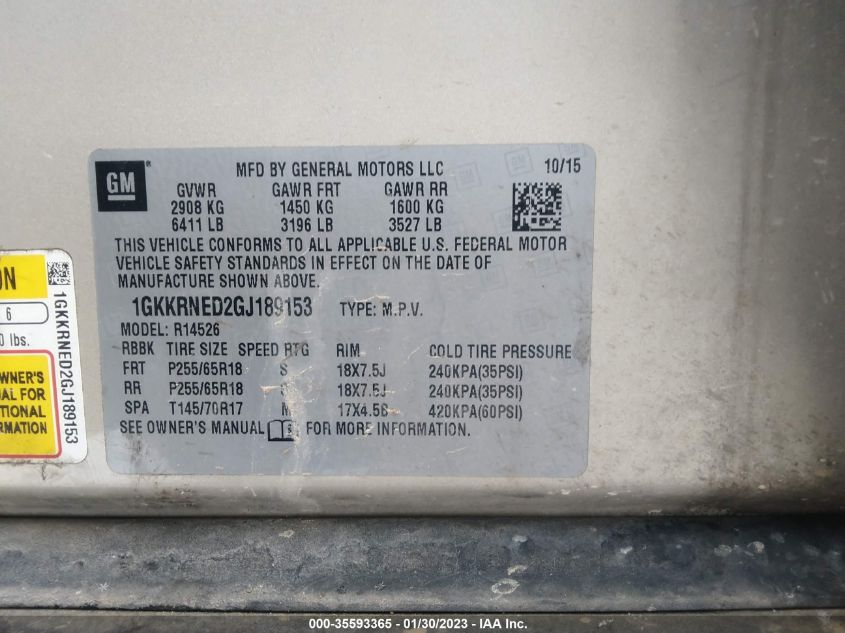 GM
MFD BY GENERAL MOTORS LLC 10/15
GVWR GAWR FRT GAWR RR
2908 KG 1450 KG 1600 KG
6411 LB 3196 LB 3527 LB
THIS VEHICLE CONFORMS TO ALL APPLICABLE U.S. FEDERAL MOTOR
VEHICLE SAFETY STANDARDS IN EFFECT ON THE DATE OF
MANUFACTURE SHOWN ABOVE.
1GKKRNED2GJ189153 TYPE: M.P.V.
MODEL: R14526
RBBK TIRE SIZE SPEED RTG RIM COLD TIRE PRESSURE
FRT P255/65R18 S 18X7.5J 240KPA(35PSI)
RR P255/65R18 18X7.5J 240KPA(35PSI)
SPA T145/70R17 M 17X4.5B 420KPA(60PSI)
SEE OWNER'S MANUAL FOR MORE INFORMATION.
ON
6
0 lbs.
WNER'S
AL FOR
TIONAL
RMATION
1GKKRNED2GJ189153
000-35593365 - 01/30/2023 - © IAA Inc.